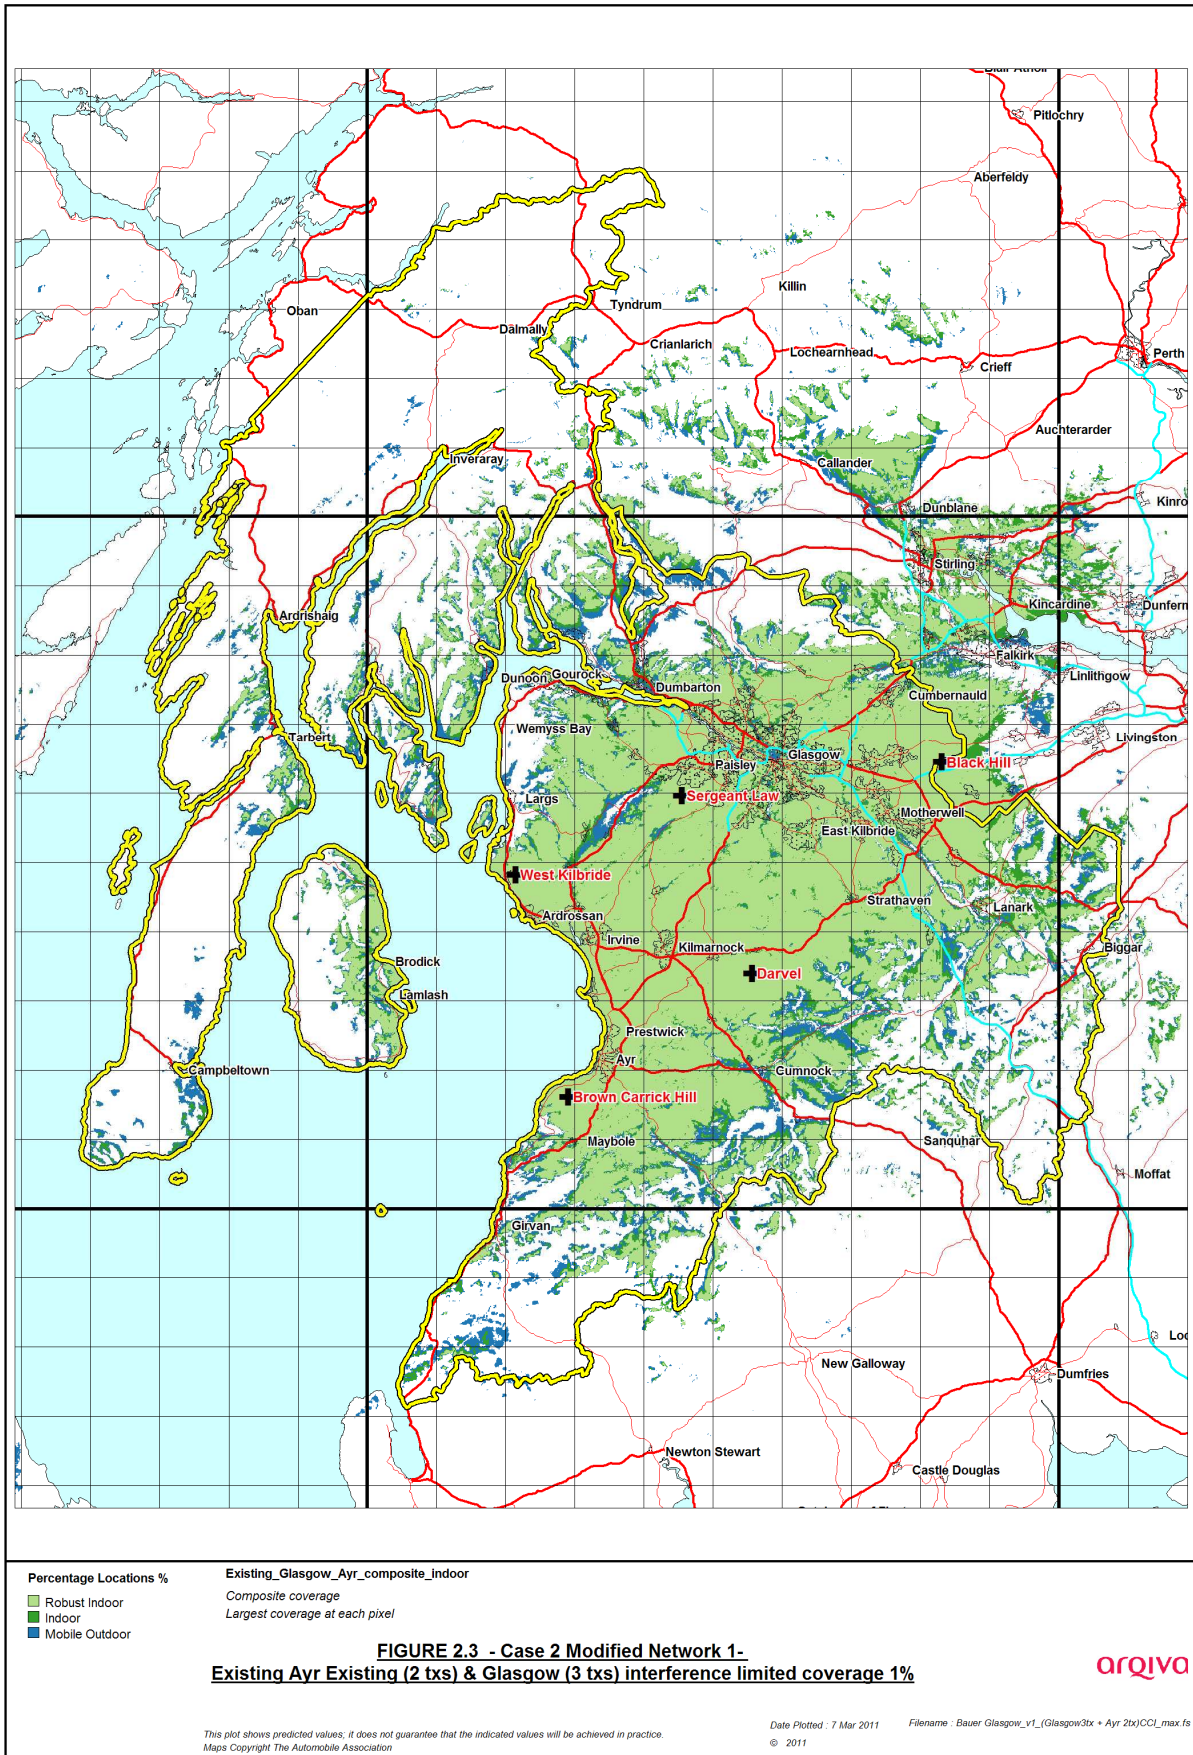 Pitlochry
Aberfeldy
Killin
Oban
Tyndrum
Dalmally
Crianlarich
Lochearnhead
Perth
Crieff
Auchterarder
Inveraray
Callander
Kinro
Dunblane
Stirling
Kincardine
Dunfern
Ardrishaig
Falkirk
Linlithgow
Dunoon
Gourock
Dumbarton
Cumbernauld
Wemyss Bay
Tarbert
Livingston
Glasgow
Paisley
Black Hill
Sergeant Law
Largs
Motherwell
East Kilbride
West Kilbride
Strathaven
Lanark
Ardrossan
Irvine
Kilmarnock
Biggar
Brodick
Darvel
Lamlash
Prestwick
Ayr
Campbeltown
Cumnock
Brown Carrick Hill
Maybole
Sanquhar
Moffat
Girvan
Loc
New Galloway
Dumfries
Newton Stewart
Castle Douglas
Percentage Locations %
Robust Indoor
Indoor
Mobile Outdoor
Existing_Glasgow_Ayr_composite_indoor
Composite coverage
Largest coverage at each pixel
FIGURE 2.3 - Case 2 Modified Network 1-
Existing Ayr Existing (2 txs) & Glasgow (3 txs) interference limited coverage 1%
arqiva
This plot shows predicted values; it does not guarantee that the indicated values will be achieved in practice.
Maps Copyright The Automobile Association
Date Plotted : 7 Mar 2011
© 2011
Filename : Bauer Glasgow_v1_(Glasgow3tx + Ayr 2tx)CCI_max.fs